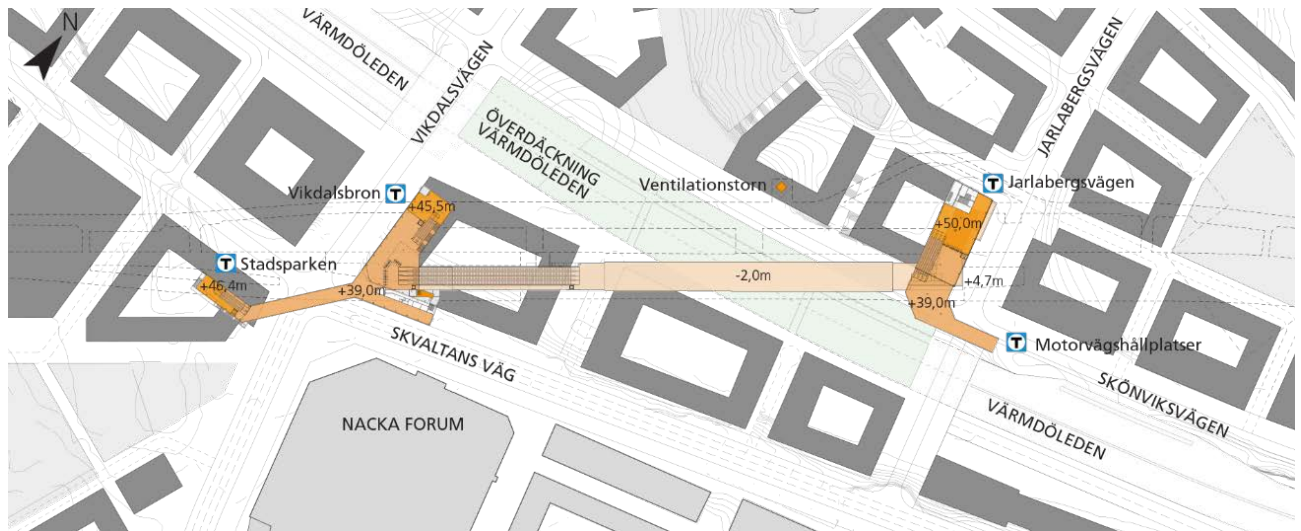 N
VÄRMDÖLEDEN
VIKDALSVÄGEN
JARLABERGSVÄGEN
ÖVERDÄCKNING
VÄRMDÖLEDEN
Vikdalsbron T
Ventilationstorn
T Jarlabergsvägen
+45,5m
+50,0m
T Stadsparken
+46,4m
+39,0m
-2,0m
+4,7m
+39,0m
T Motorvägshållplatser
SKVALTANS VÄG
SKÖNVIKSVÄGEN
NACKA FORUM
VÄRMDÖLEDEN